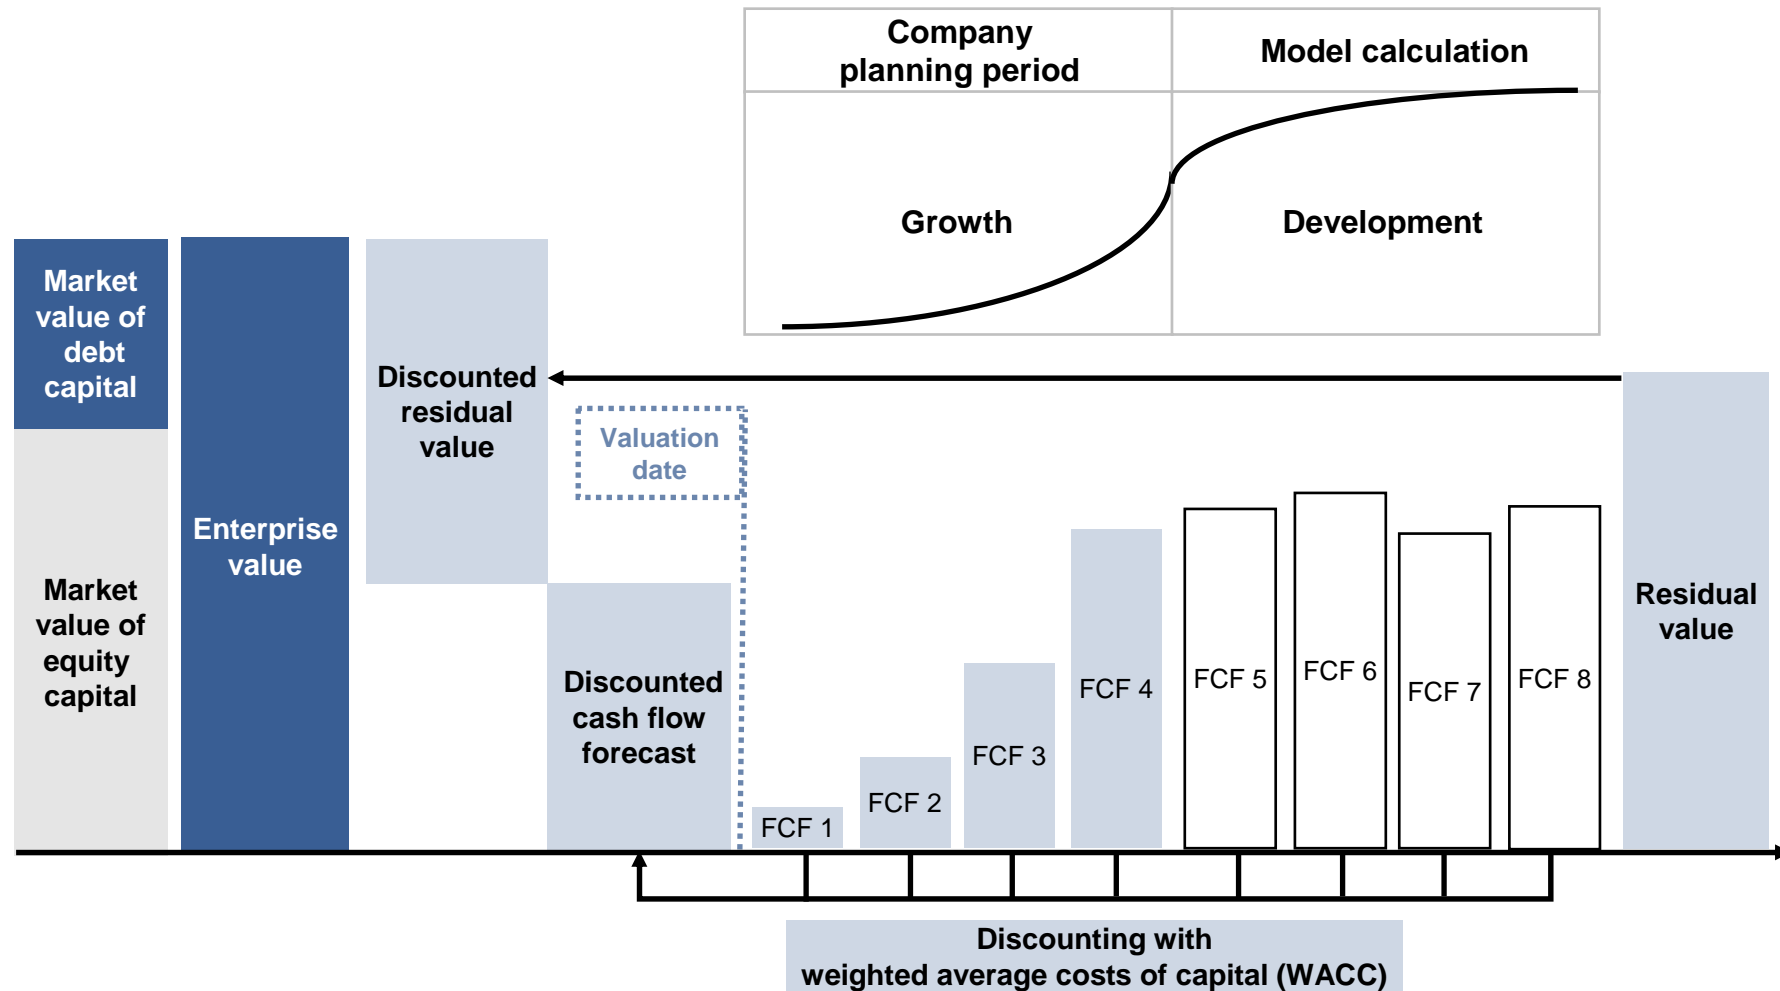 Company
planning period
Model calculation
Growth
Development
Market
value of
debt
capital
Market
value of
equity
capital
Enterprise
value
Discounted
residual
value
Valuation
date
Discounted
cash flow
forecast
FCF 1
FCF 2
FCF 3
FCF 4
FCF 5
FCF 6
FCF 7
FCF 8
Residual
value
Discounting with
weighted average costs of capital (WACC)